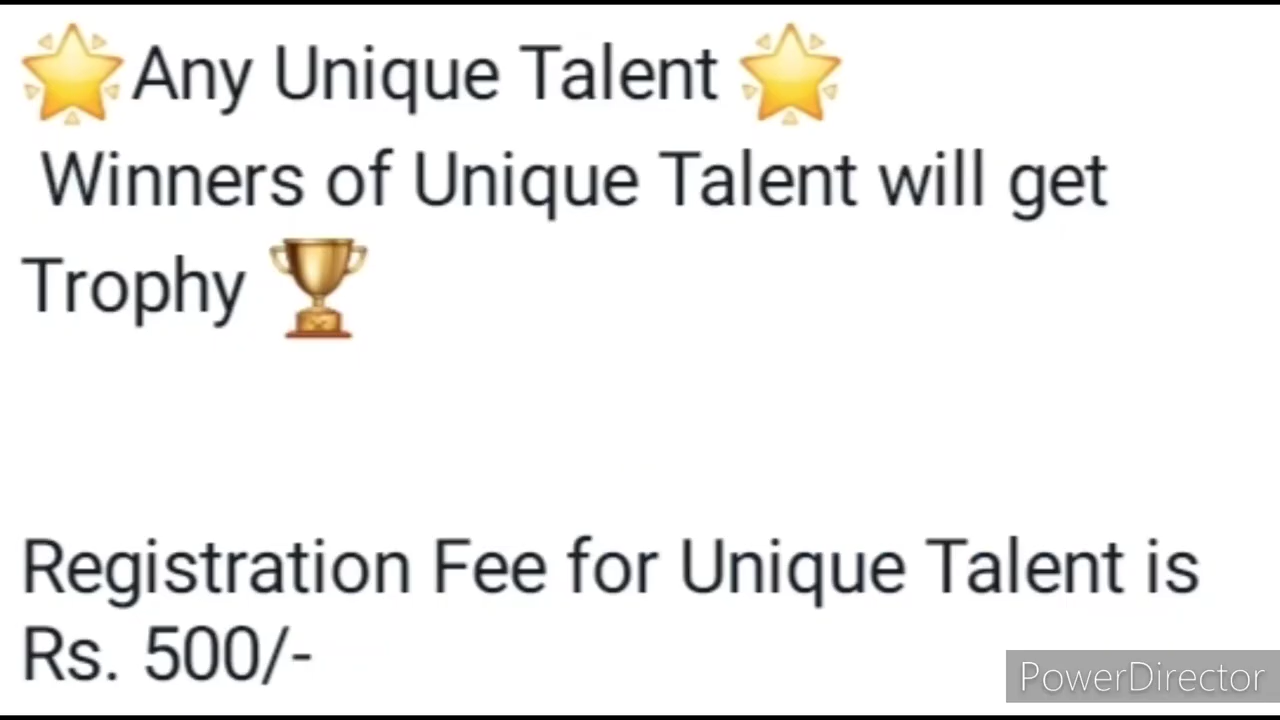 🌟Any Unique Talent🌟
Winners of Unique Talent will get
Trophy 🏆
Registration Fee for Unique Talent is
Rs. 500/-
PowerDirector